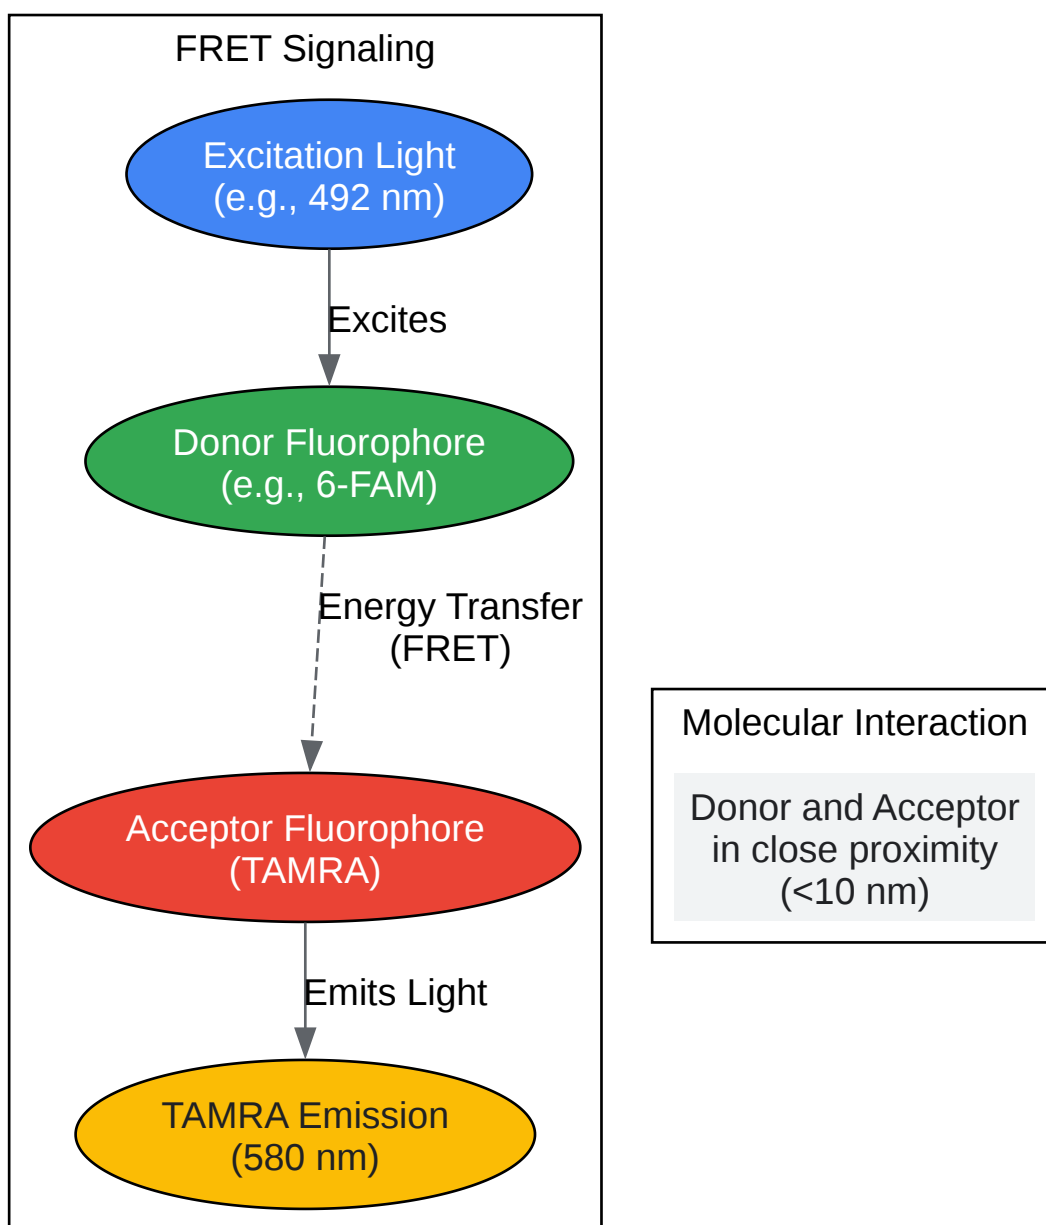 FRET Signaling
Excitation Light
(e.g., 492 nm)
Excites
Donor Fluorophore
(e.g., 6-FAM)
Energy Transfer
(FRET)
Acceptor Fluorophore
(TAMRA)
Emits Light
TAMRA Emission
(580 nm)
Molecular Interaction
Donor and Acceptor
in close proximity
(<10 nm)